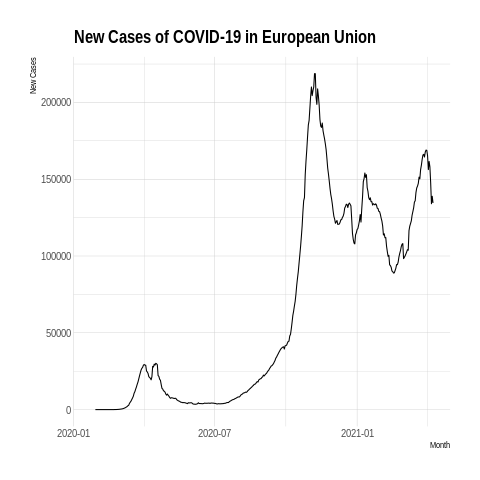 New Cases of COVID-19 in European Union
New Cases
200000
150000
100000
50000
0
2020-01 2020-07 2021-01
Month